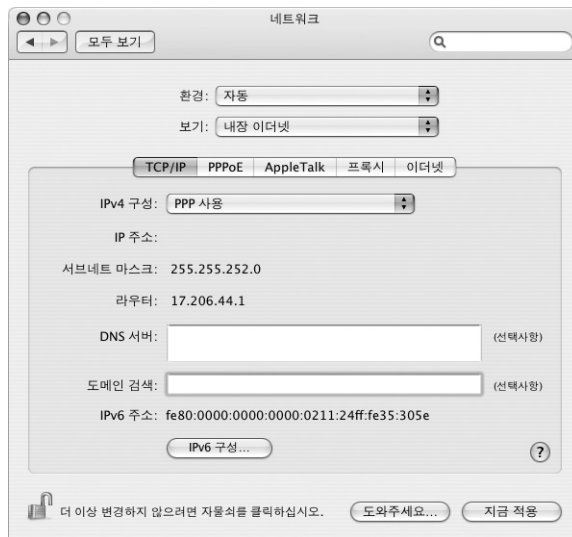 네트워크
모두 보기
환경: 자동
보기: 내장 이더넷
TCP/IP PPPoE AppleTalk 프록시 이더넷
IPv4 구성: PPP 사용
IP 주소:
서브네트 마스크: 255.255.252.0
라우터: 17.206.44.1
DNS 서버: (선택사항)
도메인 검색: (선택사항)
IPv6 주소: fe80:0000:0000:0000:0211:24ff:fe35:305e
IPv6 구성... ?
더 이상 변경하지 않으려면 자물쇠를 클릭하십시오. 도와주세요... 지금 적용